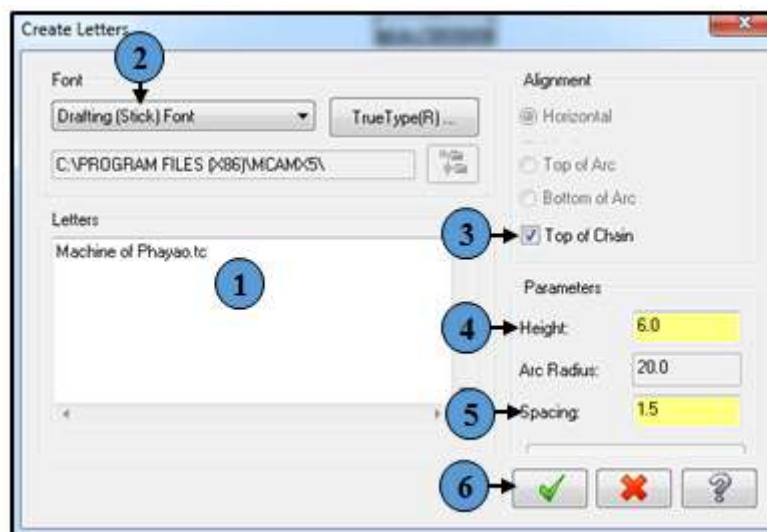 Create Letters
2
Font
Drafting (Stick) Font
TrueType(R) ...
C:\PROGRAM FILES (X86)\MCAMX5\
Letters
Machine of Phayao.tc
1
Alignment
Horizontal
Top of Arc
Bottom of Arc
3
Top of Chain
Parameters
4
Height:
6.0
Arc Radius:
20.0
5
Spacing:
1.5
6